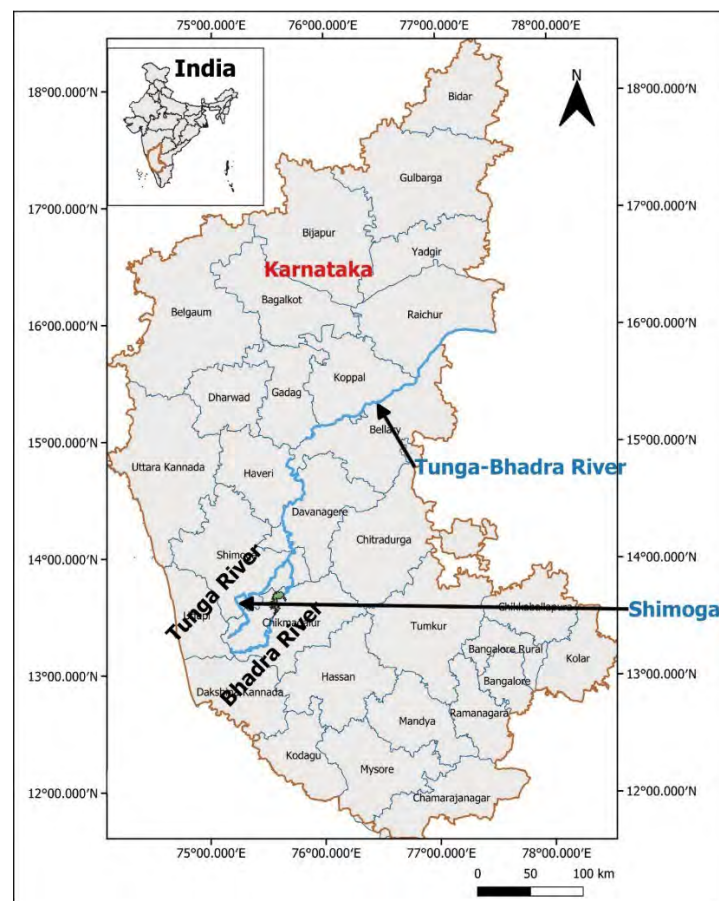 75°00.000'E 76°00.000'E 77°00.000'E 78°00.000'E
India
N
18°00.000'N 18°00.000'N
Bidar
Gulbarga
17°00.000'N 17°00.000'N
Bijapur
Yadgir
Karnataka
Bagalkot
Belgaum
Raichur
16°00.000'N 16°00.000'N
Koppal
Gadag
Dharwad
Bellary
15°00.000'N 15°00.000'N
Uttara Kannada
Haveri
Tunga-Bhadra River
Davanagere
Chitradurga
14°00.000'N 14°00.000'N
Shimoga
Tunga River
Udupi
Bhadra River
Chikmagalur
Chikkaballapura
Shimoga
Tumkur
Bangalore Rural
Kolar
13°00.000'N 13°00.000'N
Dakshina Kannada
Hassan
Bangalore
Ramanagara
Mandya
Kodagu
Mysore
12°00.000'N 12°00.000'N
Chamarajanagar
75°00.000'E 76°00.000'E 77°00.000'E 78°00.000'E
0 50 100 km